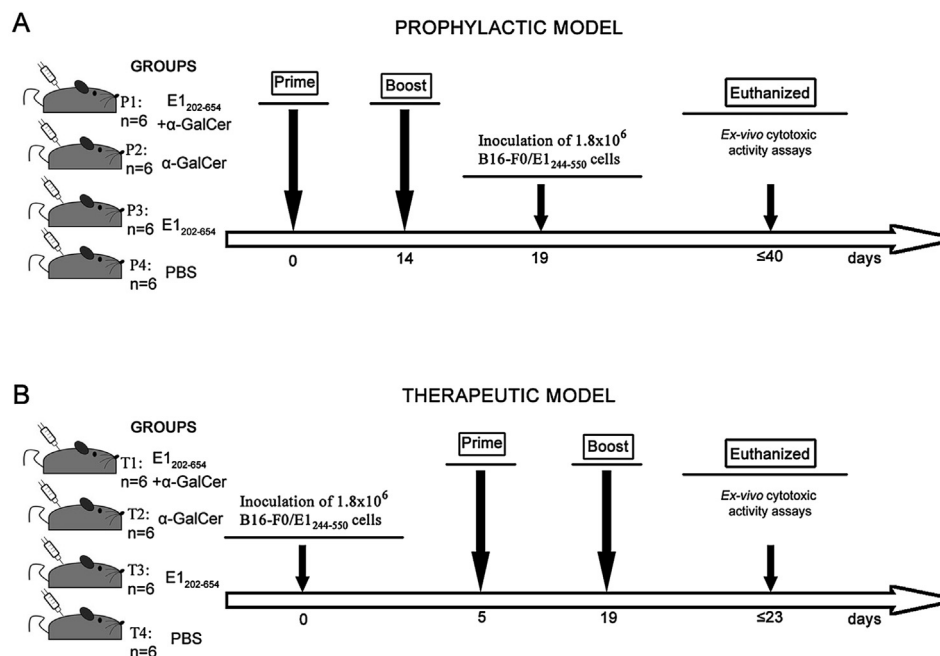 A
PROPHYLACTIC MODEL
GROUPS
P1: E1202-654
n=6 +α-GalCer
P2: α-GalCer
n=6
P3: E1202-654
n=6
P4: PBS
n=6
Prime
Boost
Inoculation of 1.8x10⁶
B16-F0/E1244-550 cells
Euthanized
Ex-vivo cytotoxic
activity assays
0 14 19 ≤40 days
B
THERAPEUTIC MODEL
GROUPS
T1: E1202-654
n=6 +α-GalCer
T2: α-GalCer
n=6
T3: E1202-654
n=6
T4: PBS
n=6
Inoculation of 1.8x10⁶
B16-F0/E1244-550 cells
Prime
Boost
Euthanized
Ex-vivo cytotoxic
activity assays
0 5 19 ≤23 days